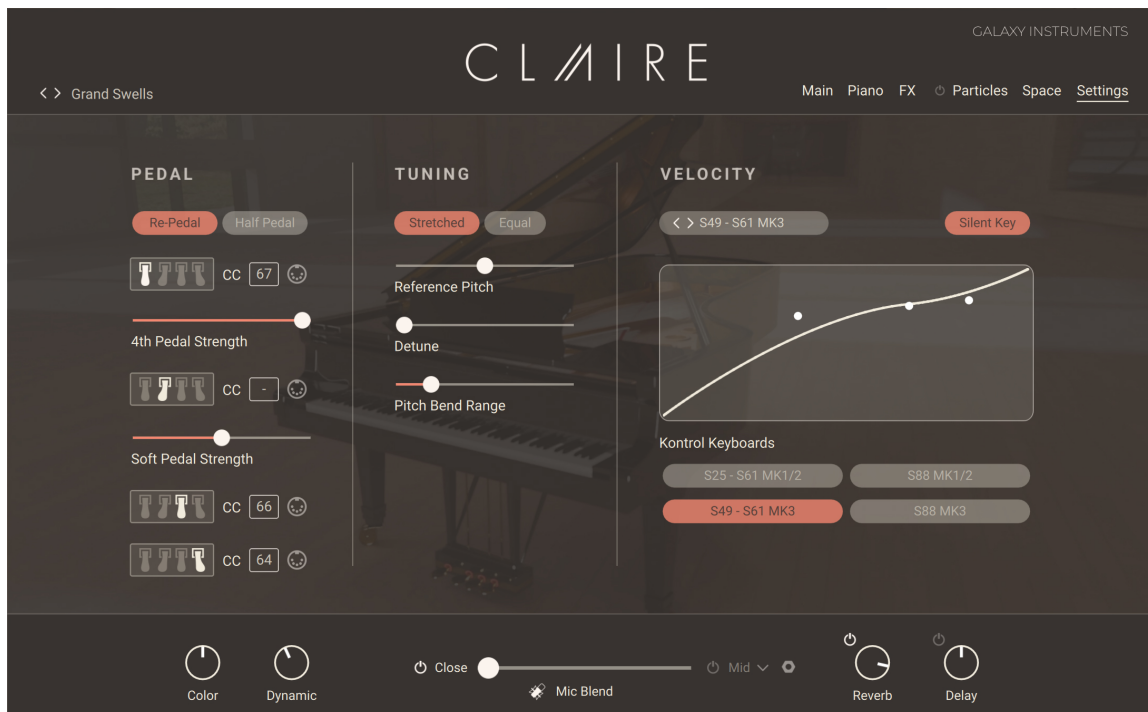 GALAXY INSTRUMENTS
CLAIRE
< > Grand Swells
Main Piano FX Particles Space Settings
PEDAL
Re-Pedal Half Pedal
CC 67
4th Pedal Strength
CC -
Soft Pedal Strength
CC 66
CC 64
TUNING
Stretched Equal
Reference Pitch
Detune
Pitch Bend Range
VELOCITY
< > S49 - S61 MK3 Silent Key
Kontrol Keyboards
S25 - S61 MK1/2 S88 MK1/2
S49 - S61 MK3 S88 MK3
Color Dynamic
Close Mid
Mic Blend
Reverb Delay